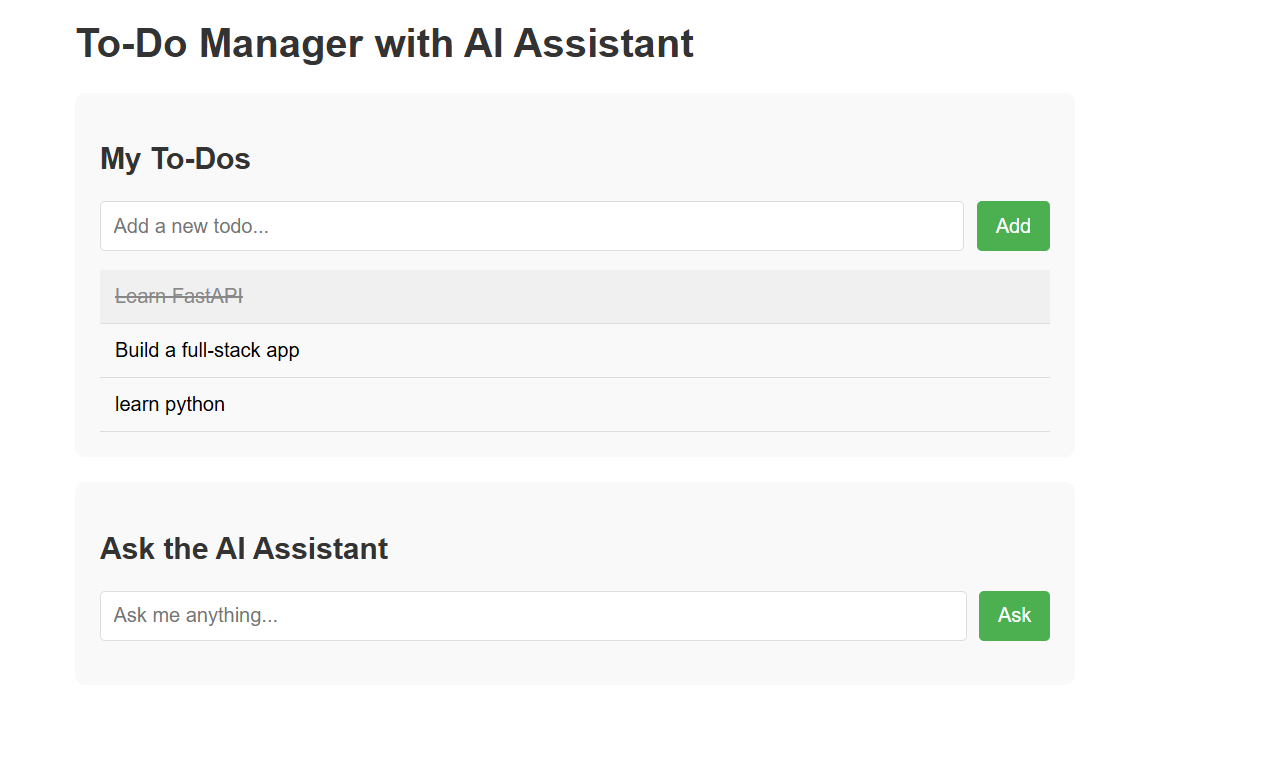 To-Do Manager with AI Assistant
My To-Dos
Add a new todo...
Add
Learn FastAPI
Build a full-stack app
learn python
Ask the AI Assistant
Ask me anything...
Ask